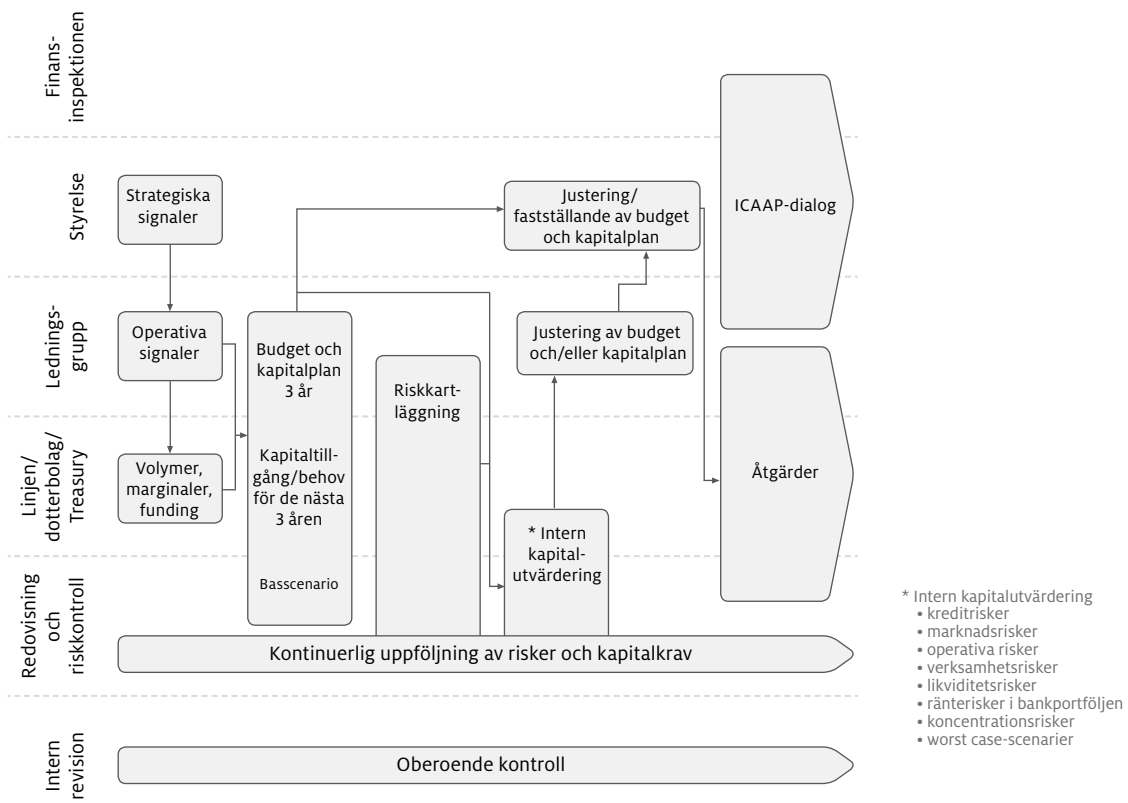 Finans-
inspektionen
Styrelse
Strategiska
signaler
Justering/
fastställande av budget
och kapitalplan
ICAAP-dialog
Lednings-
grupp
Operativa
signaler
Budget och
kapitalplan
3 år
Riskkart-
läggning
Justering av budget
och/eller kapitalplan
Linjen/
dotterbolag/
Treasury
Volymer,
marginaler,
funding
Kapitaltill-
gång/behov
för de nästa
3 åren
Basscenario
* Intern
kapital-
utvärdering
Åtgärder
Redovisning
och
riskkontroll
Kontinuerlig uppföljning av risker och kapitalkrav
Intern
revision
Oberoende kontroll
* Intern kapitalutvärdering
• kreditrisker
• marknadsrisker
• operativa risker
• verksamhetsrisker
• likviditetsrisker
• ränterisker i bankportföljen
• koncentrationsrisker
• worst case-scenarier